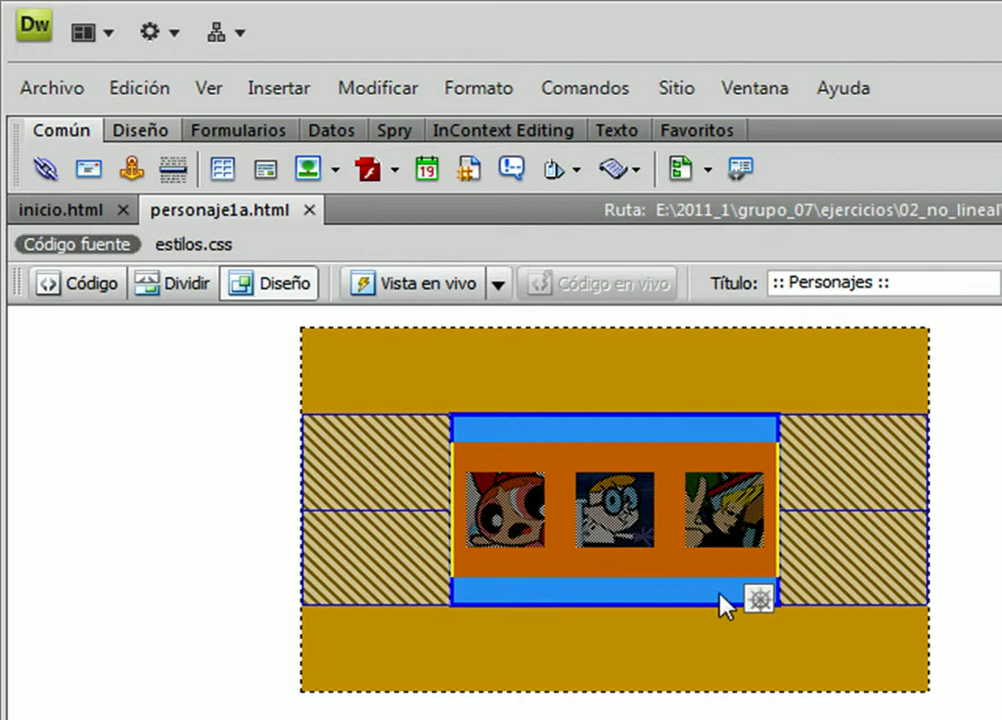 Dw
Archivo Edición Ver Insertar Modificar Formato Comandos Sitio Ventana Ayuda
Común Diseño Formularios Datos Spry InContext Editing Texto Favoritos
19
inicio.html personaje1a.html Ruta: E:\2011_1\grupo_07\ejercicios\02_no_lineal\
Código fuente estilos.css
Código Dividir Diseño Vista en vivo Código en vivo Título: :: Personajes ::